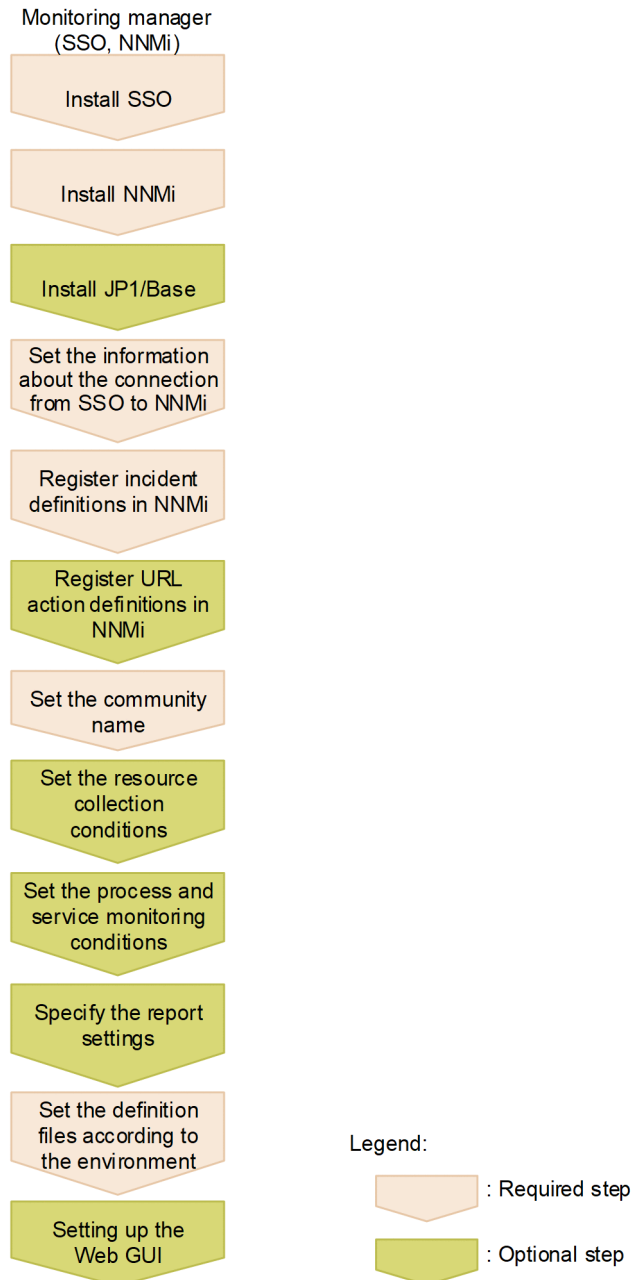 Monitoring manager
(SSO, NNMi)
Install SSO
Install NNMi
Install JP1/Base
Set the information
about the connection
from SSO to NNMi
Register incident
definitions in NNMi
Register URL
action definitions in
NNMi
Set the community
name
Set the resource
collection
conditions
Set the process and
service monitoring
conditions
Specify the report
settings
Set the definition
files according to
the environment
Setting up the
Web GUI
Legend:
: Required step
: Optional step